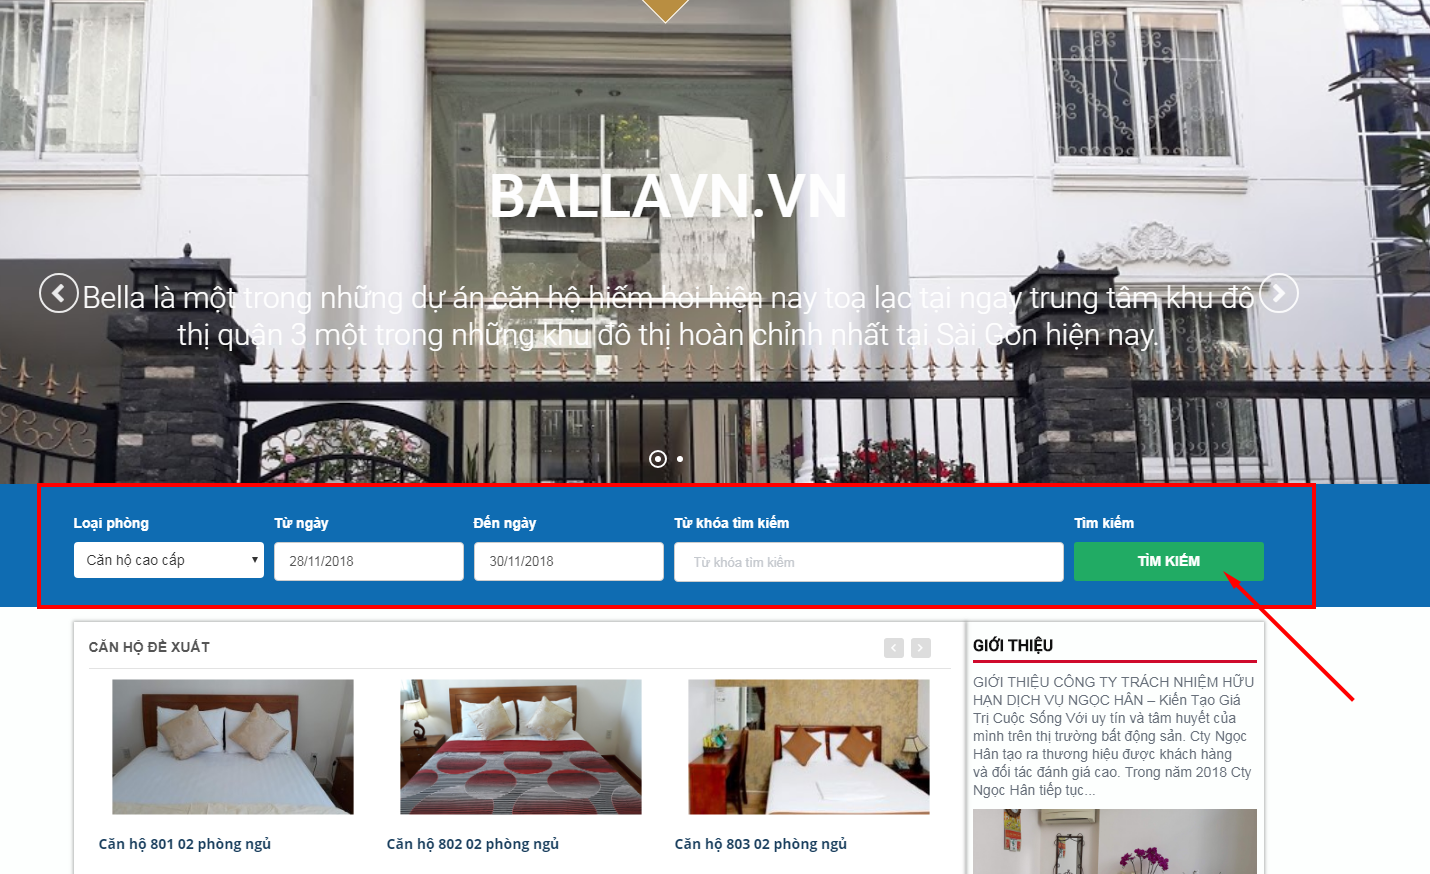 BALLAVN.VN
Bella là một trong những dự án căn hộ hiếm hoi hiện nay toạ lạc tại ngay trung tâm khu đô
thị quận 3 một trong những khu đô thị hoàn chỉnh nhất tại Sài Gòn hiện nay.
Loại phòng
Từ ngày
Đến ngày
Từ khóa tìm kiếm
Tìm kiếm
Căn hộ cao cấp
28/11/2018
30/11/2018
Từ khóa tìm kiếm
TÌM KIẾM
CĂN HỘ ĐỀ XUẤT
Căn hộ 801 02 phòng ngủ
Căn hộ 802 02 phòng ngủ
Căn hộ 803 02 phòng ngủ
GIỚI THIỆU
GIỚI THIỆU CÔNG TY TRÁCH NHIỆM HỮU
HẠN DỊCH VỤ NGỌC HÂN – Kiến Tạo Giá
Trị Cuộc Sống Với uy tín và tâm huyết của
mình trên thị trường bất động sản. Cty Ngọc
Hân tạo ra thương hiệu được khách hàng
và đối tác đánh giá cao. Trong năm 2018 Cty
Ngọc Hân tiếp tục...